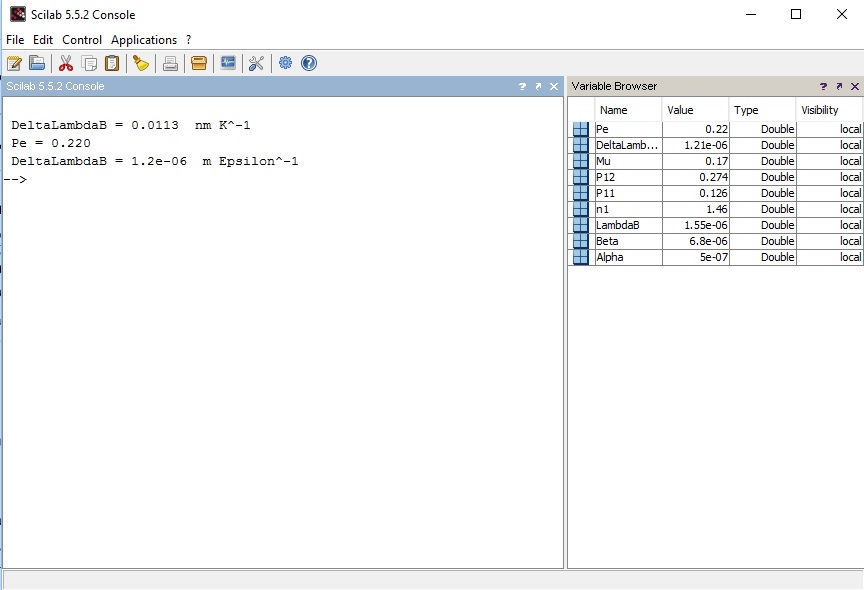 Scilab 5.5.2 Console
File Edit Control Applications ?
Scilab 5.5.2 Console ?
DeltaLambdaB = 0.0113 nm K^-1
Pe = 0.220
DeltaLambdaB = 1.2e-06 m Epsilon^-1
-->
Variable Browser ?
Name Value Type Visibility
Pe 0.22 Double local
DeltaLamb... 1.21e-06 Double local
Mu 0.17 Double local
P12 0.274 Double local
P11 0.126 Double local
n1 1.46 Double local
LambdaB 1.55e-06 Double local
Beta 6.8e-06 Double local
Alpha 5e-07 Double local